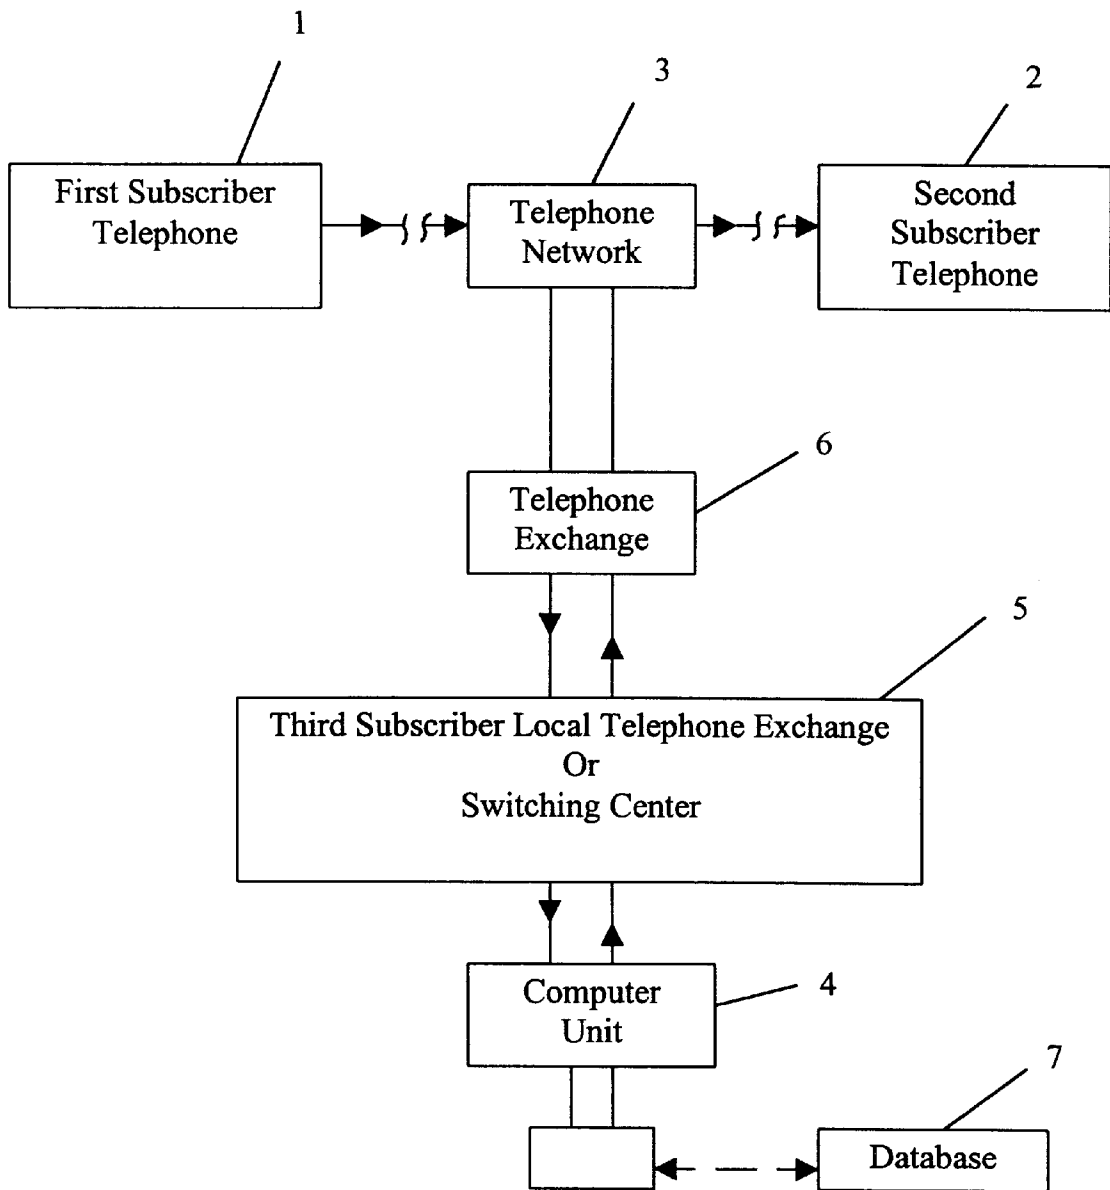 1
3
2
First Subscriber
Telephone
Telephone
Network
Second
Subscriber
Telephone
6
Telephone
Exchange
5
Third Subscriber Local Telephone Exchange
Or
Switching Center
Computer
Unit
4
7
Database